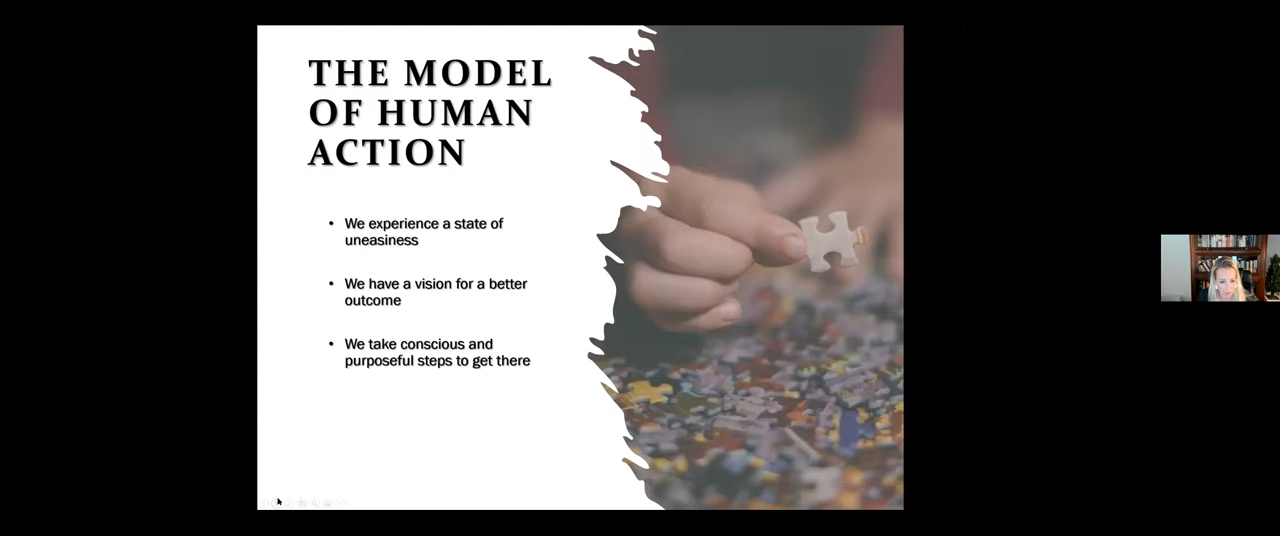 THE MODEL
OF HUMAN
ACTION
• We experience a state of
uneasiness
• We have a vision for a better
outcome
• We take conscious and
purposeful steps to get there